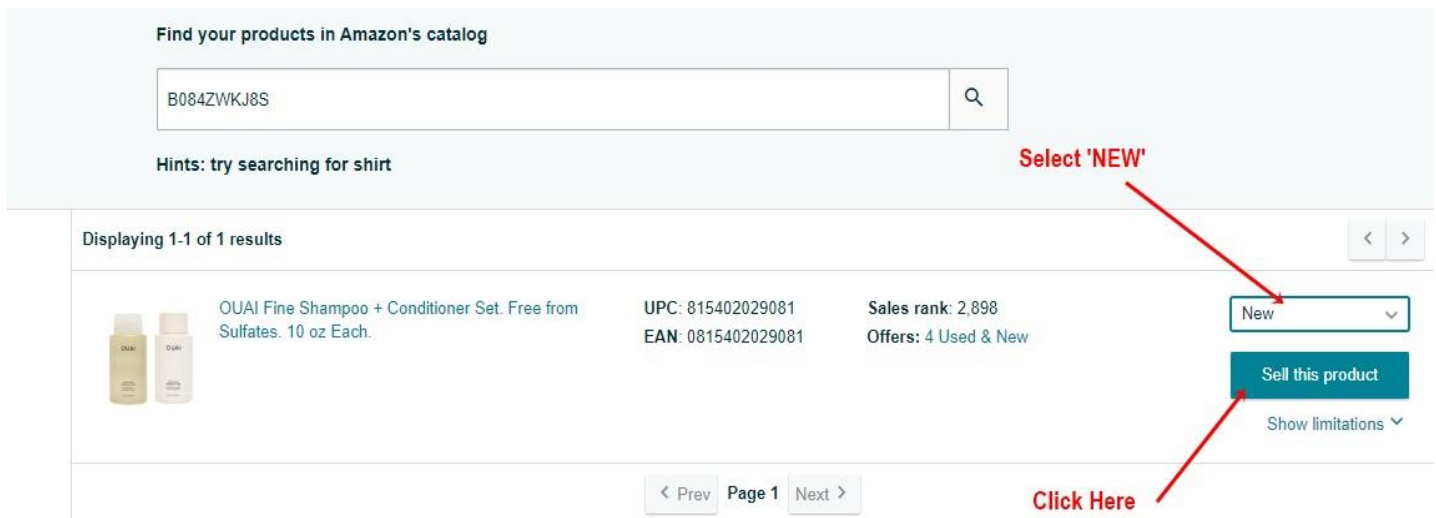 Find your products in Amazon's catalog
B084ZWKJ8S
Hints: try searching for shirt
Select 'NEW'
Displaying 1-1 of 1 results
OUAI Fine Shampoo + Conditioner Set. Free from
Sulfates. 10 oz Each.
UPC: 815402029081
EAN: 0815402029081
Sales rank: 2,898
Offers: 4 Used & New
New
Sell this product
Show limitations
OUAI
OUAI
Prev Page 1 Next
Click Here